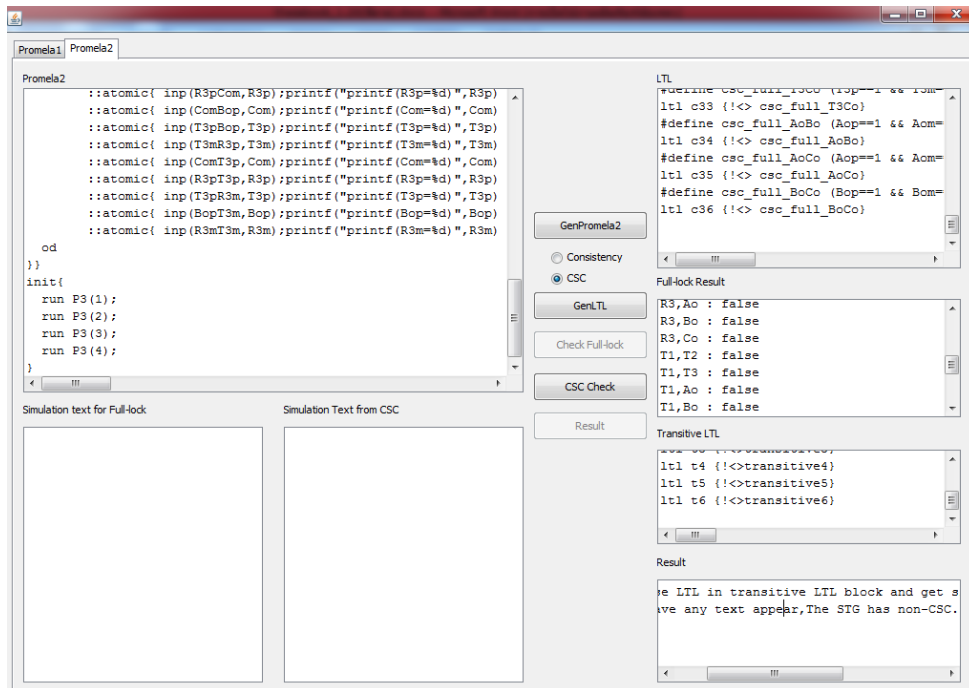 Promela1 Promela2
Promela2
::atomic{ inp(R3pCom,R3p);printf("printf(R3p=%d)",R3p)
::atomic{ inp(ComBop,Com);printf("printf(Com=%d)",Com)
::atomic{ inp(T3pBop,T3p);printf("printf(T3p=%d)",T3p)
::atomic{ inp(T3mR3p,T3m);printf("printf(T3m=%d)",T3m)
::atomic{ inp(ComT3p,Com);printf("printf(Com=%d)",Com)
::atomic{ inp(R3pT3p,R3p);printf("printf(R3p=%d)",R3p)
::atomic{ inp(T3pR3m,T3p);printf("printf(T3p=%d)",T3p)
::atomic{ inp(BopT3m,Bop);printf("printf(Bop=%d)",Bop)
::atomic{ inp(R3mT3m,R3m);printf("printf(R3m=%d)",R3m)
od
}}
init{
run P3(1);
run P3(2);
run P3(3);
run P3(4);
}
Simulation text for Full-lock
Simulation Text from CSC
GenPromela2
Consistency
CSC
GenLTL
Check Full-lock
CSC Check
Result
LTL
#define csc_full_T3Co (T3p==1 && T3m=
ltl c33 {!<> csc_full_T3Co}
#define csc_full_AoBo (Aop==1 && Aom=
ltl c34 {!<> csc_full_AoBo}
#define csc_full_AoCo (Aop==1 && Aom=
ltl c35 {!<> csc_full_AoCo}
#define csc_full_BoCo (Bop==1 && Bom=
ltl c36 {!<> csc_full_BoCo}
Full-lock Result
R3,Ao : false
R3,Bo : false
R3,Co : false
T1,T2 : false
T1,T3 : false
T1,Ao : false
T1,Bo : false
Transitive LTL
ltl t4 {!<>transitive4}
ltl t5 {!<>transitive5}
ltl t6 {!<>transitive6}
Result
se LTL in transitive LTL block and get s
ave any text appear,The STG has non-CSC.